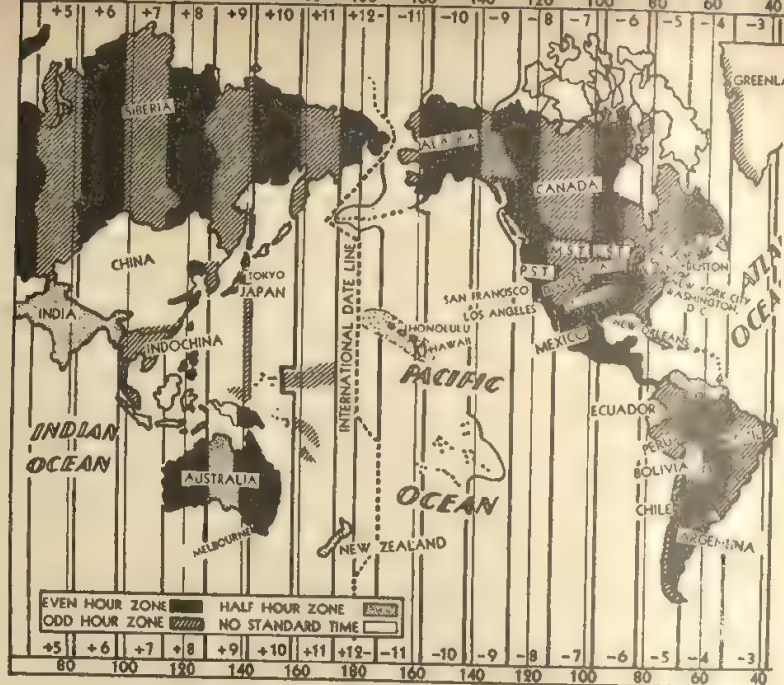 +5 +6 +7 +8 +9 +10 +11 +12 -11 -10 -9 -8 -7 -6 -5 -4 -3
GREENLA
SIBERIA
ALASKA
CANADA
CHINA
INTERNATIONAL DATE LINE
MST
PST
BOSTON
TOKYO
JAPAN
NEW YORK CITY
WASHINGTON,
D C
SAN FRANCISCO
LOS ANGELES
ATLA
OCEA
INDIA
HONOLULU
HAWAII
NEW ORLEANS
MEXICO
INDOCHINA
PACIFIC
ECUADOR
INDIAN
OCEAN
PERU
BOLIVIA
AUSTRALIA
OCEAN
CHILE
MELBOURNE
NEW ZEALAND
ARGENTINA
EVEN HOUR ZONE HALF HOUR ZONE
ODD HOUR ZONE NO STANDARD TIME
+5 +6 +7 +8 +9 +10 +11 +12 -11 -10 -9 -8 -7 -6 -5 -4 -3
80 100 120 140 160 180 160 140 120 100 80 60 40